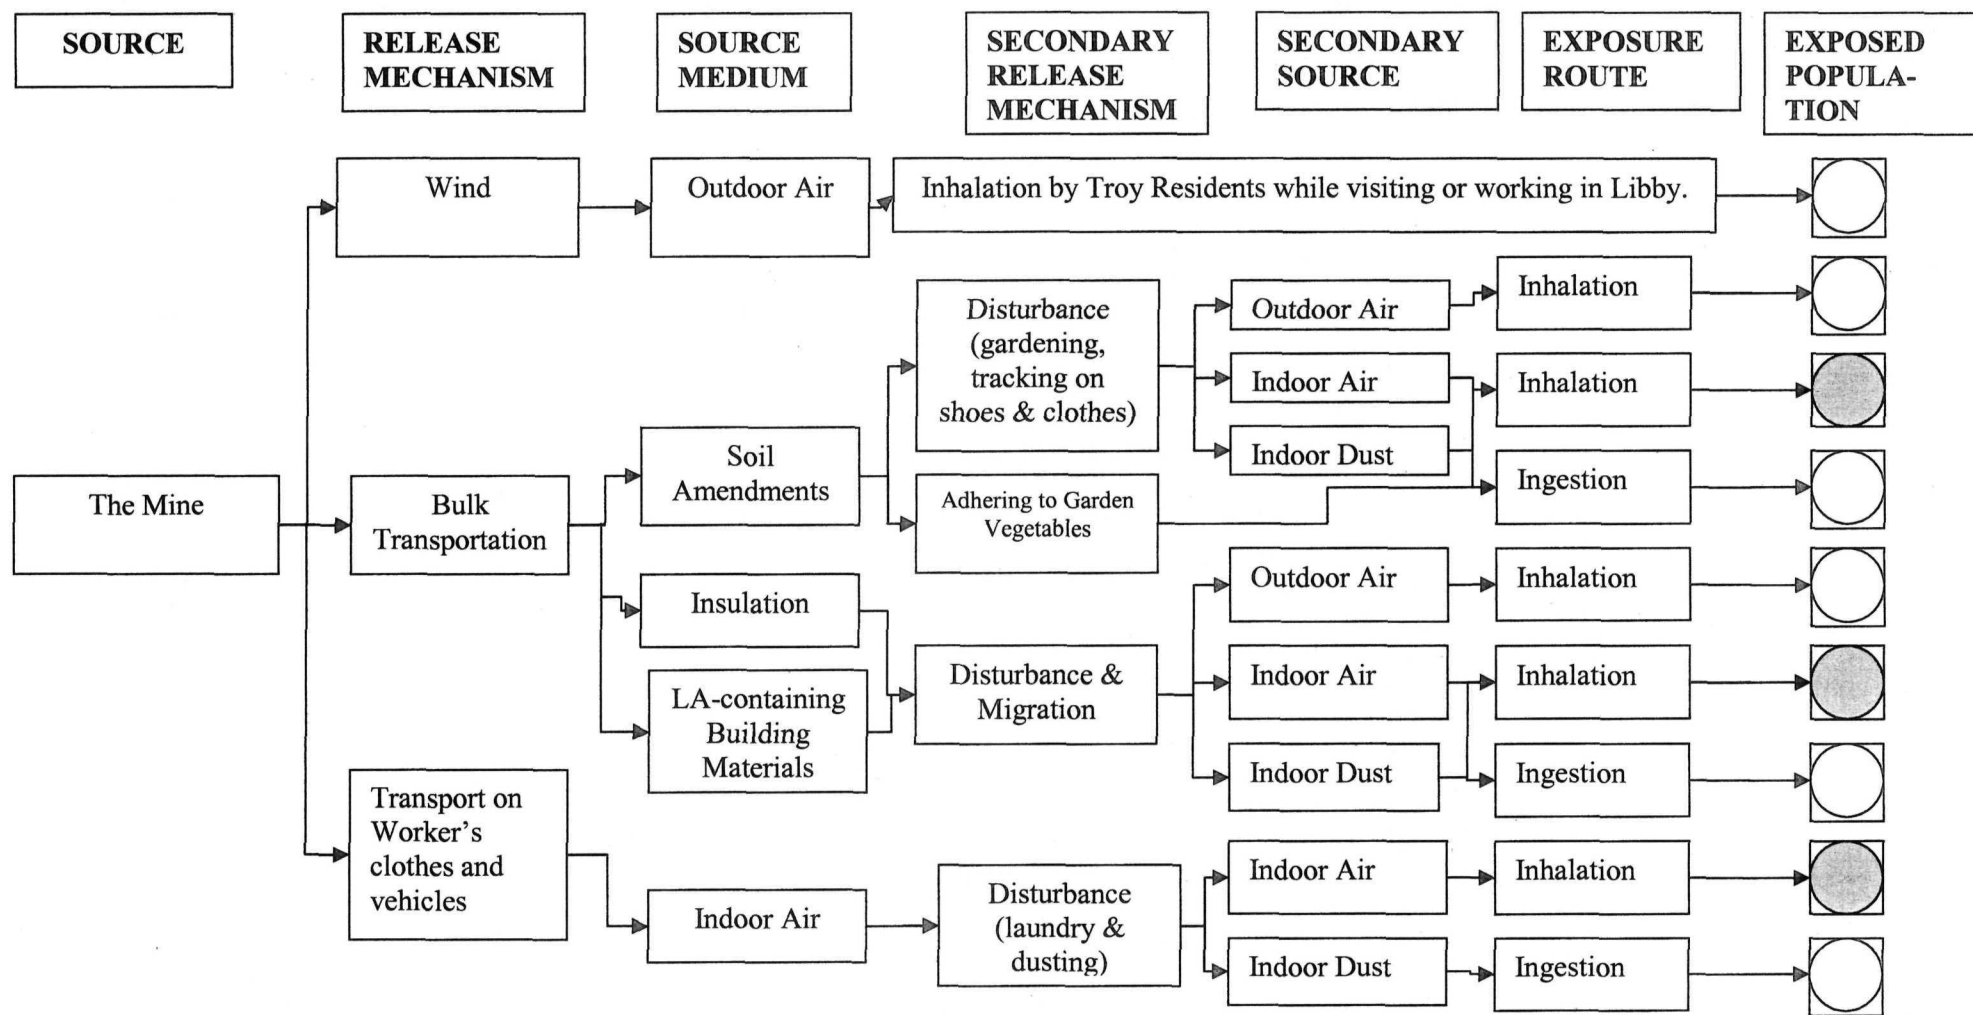 SOURCE
RELEASE
MECHANISM
SOURCE
MEDIUM
SECONDARY
RELEASE
MECHANISM
SECONDARY
SOURCE
EXPOSURE
ROUTE
EXPOSED
POPULA-
TION
Wind
Outdoor Air
Inhalation by Troy Residents while visiting or working in Libby.
Disturbance
(gardening,
tracking on
shoes & clothes)
Outdoor Air
Inhalation
Indoor Air
Inhalation
Indoor Dust
Soil
Amendments
Adhering to Garden
Vegetables
Ingestion
The Mine
Bulk
Transportation
Insulation
LA-containing
Building
Materials
Disturbance &
Migration
Outdoor Air
Inhalation
Indoor Air
Inhalation
Indoor Dust
Ingestion
Transport on
Worker’s
clothes and
vehicles
Indoor Air
Disturbance
(laundry &
dusting)
Indoor Air
Inhalation
Indoor Dust
Ingestion